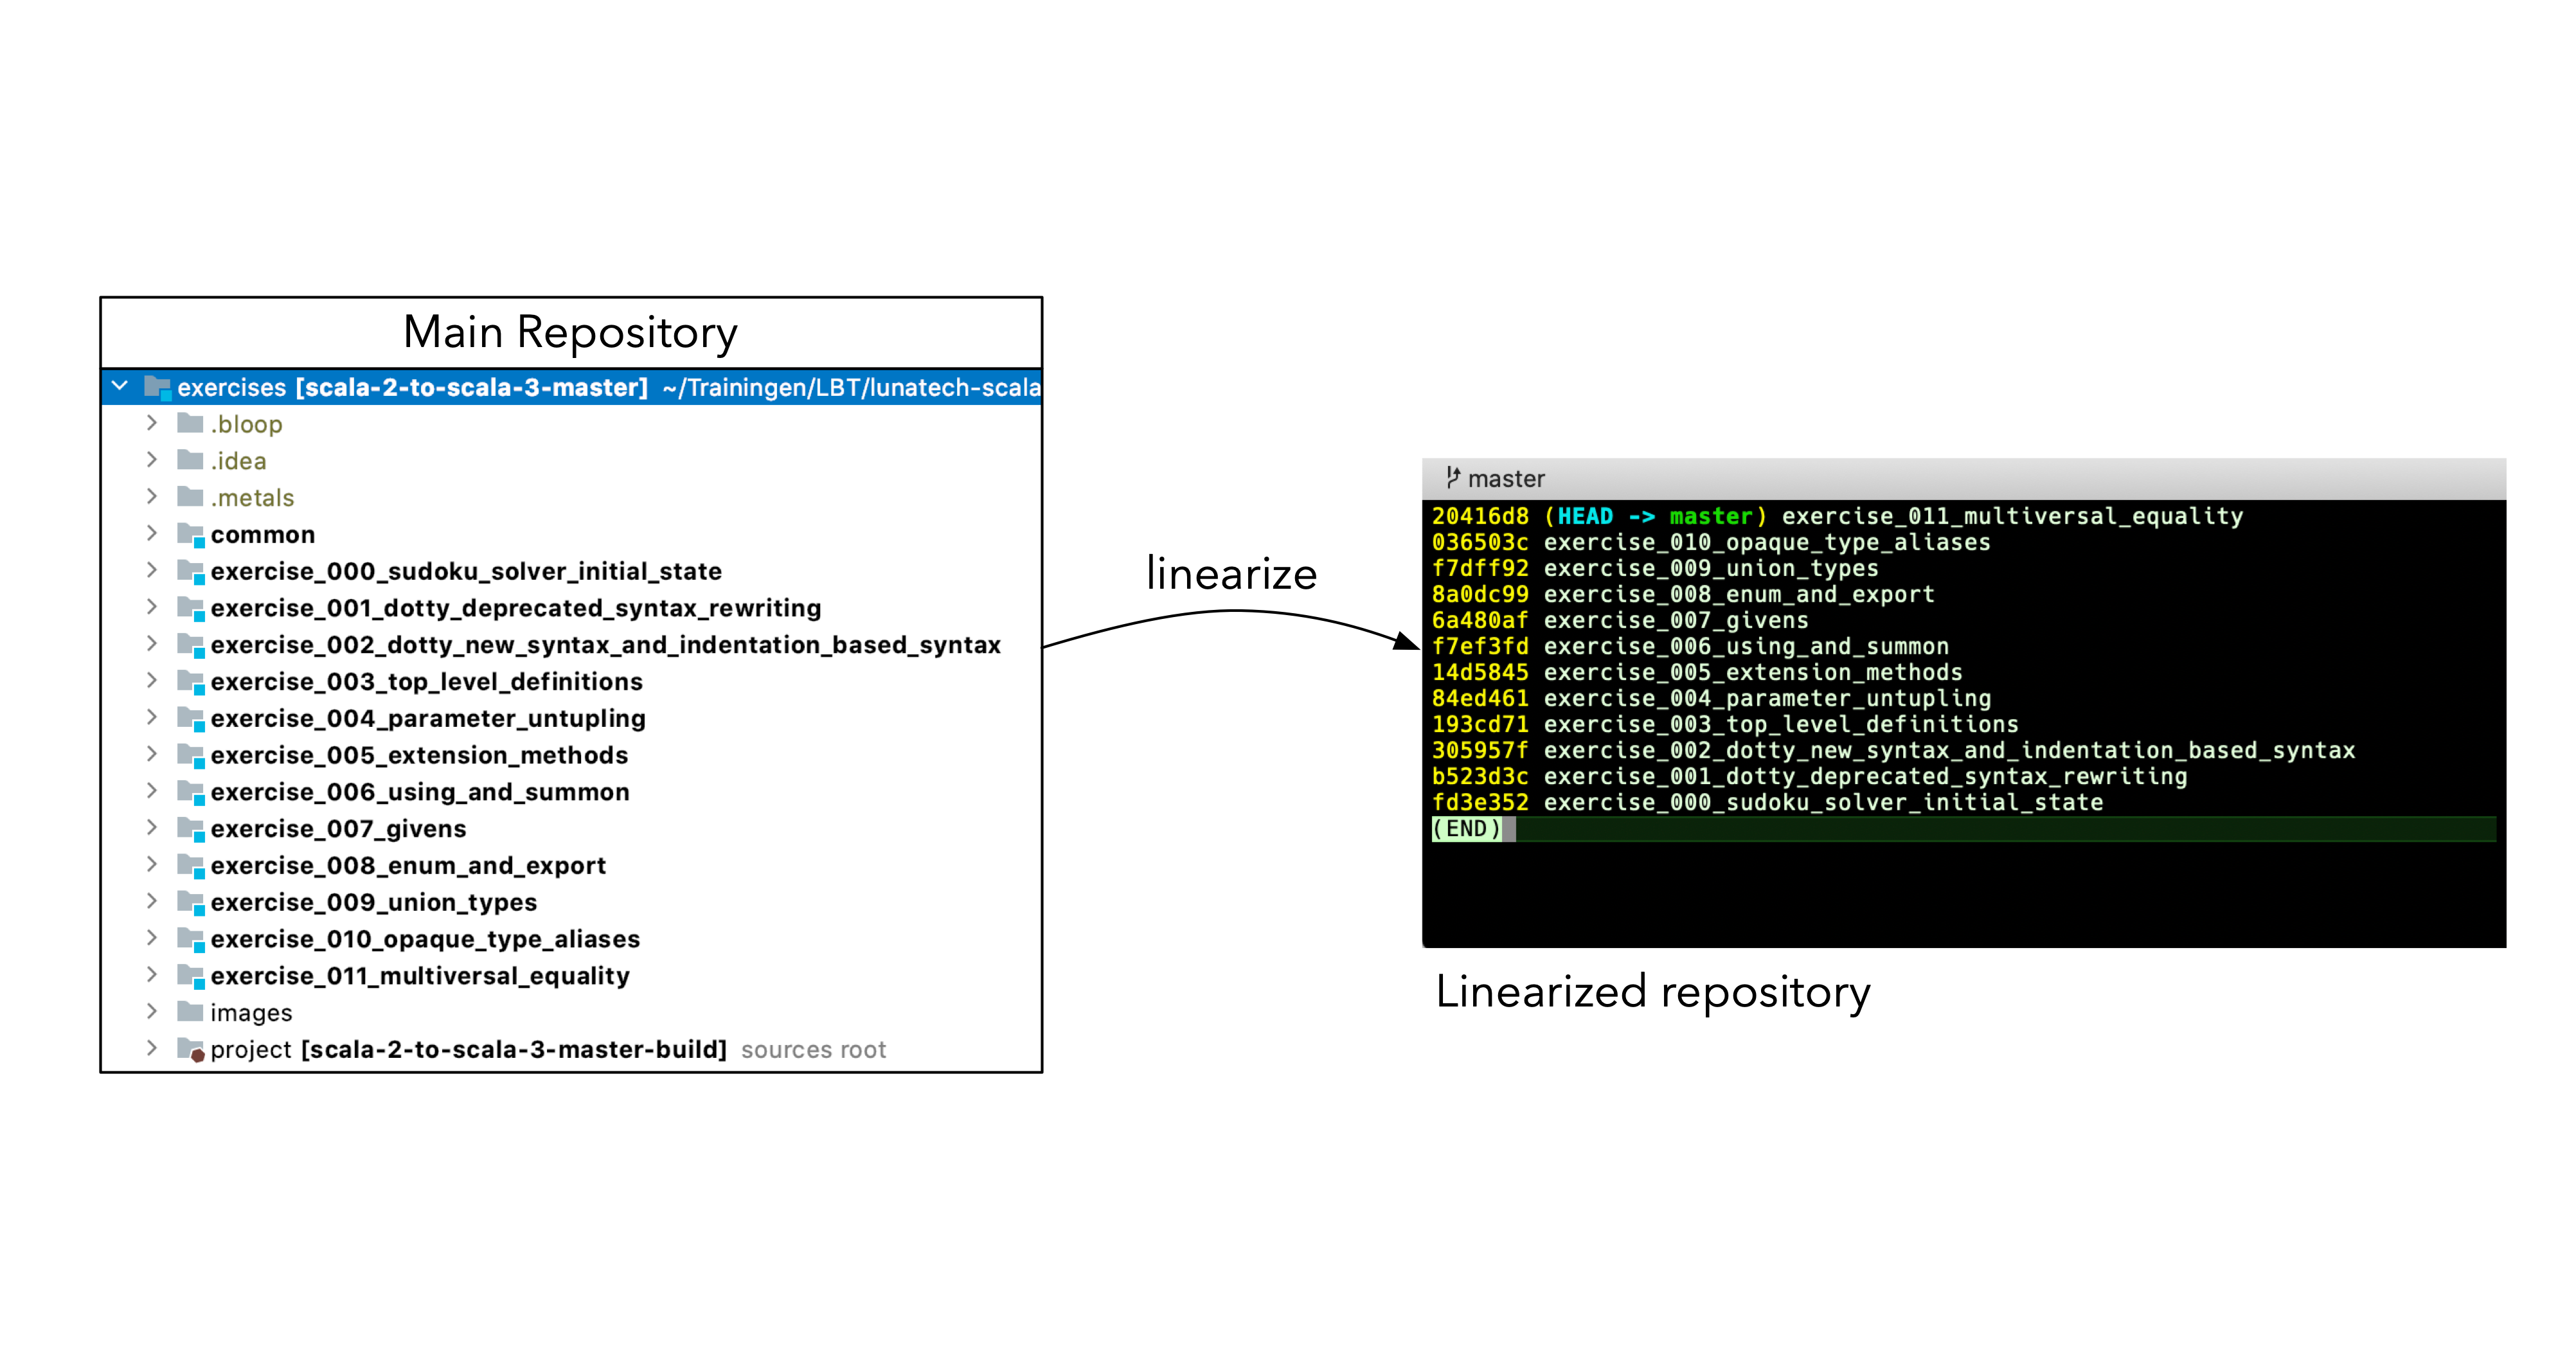 Main Repository
exercises [scala-2-to-scala-3-master] ~/Trainingen/LBT/lunatech-scala
.bloop
.idea
.metals
common
exercise_000_sudoku_solver_initial_state
exercise_001_dotty_deprecated_syntax_rewriting
exercise_002_dotty_new_syntax_and_indentation_based_syntax
exercise_003_top_level_definitions
exercise_004_parameter_untupling
exercise_005_extension_methods
exercise_006_using_and_summon
exercise_007_givens
exercise_008_enum_and_export
exercise_009_union_types
exercise_010_opaque_type_aliases
exercise_011_multiversal_equality
images
project [scala-2-to-scala-3-master-build] sources root
linearize
master
20416d8 (HEAD -> master) exercise_011_multiversal_equality
036503c exercise_010_opaque_type_aliases
f7dff92 exercise_009_union_types
8a0dc99 exercise_008_enum_and_export
6a480af exercise_007_givens
f7ef3fd exercise_006_using_and_summon
14d5845 exercise_005_extension_methods
84ed461 exercise_004_parameter_untupling
193cd71 exercise_003_top_level_definitions
305957f exercise_002_dotty_new_syntax_and_indentation_based_syntax
b523d3c exercise_001_dotty_deprecated_syntax_rewriting
fd3e352 exercise_000_sudoku_solver_initial_state
(END)
Linearized repository